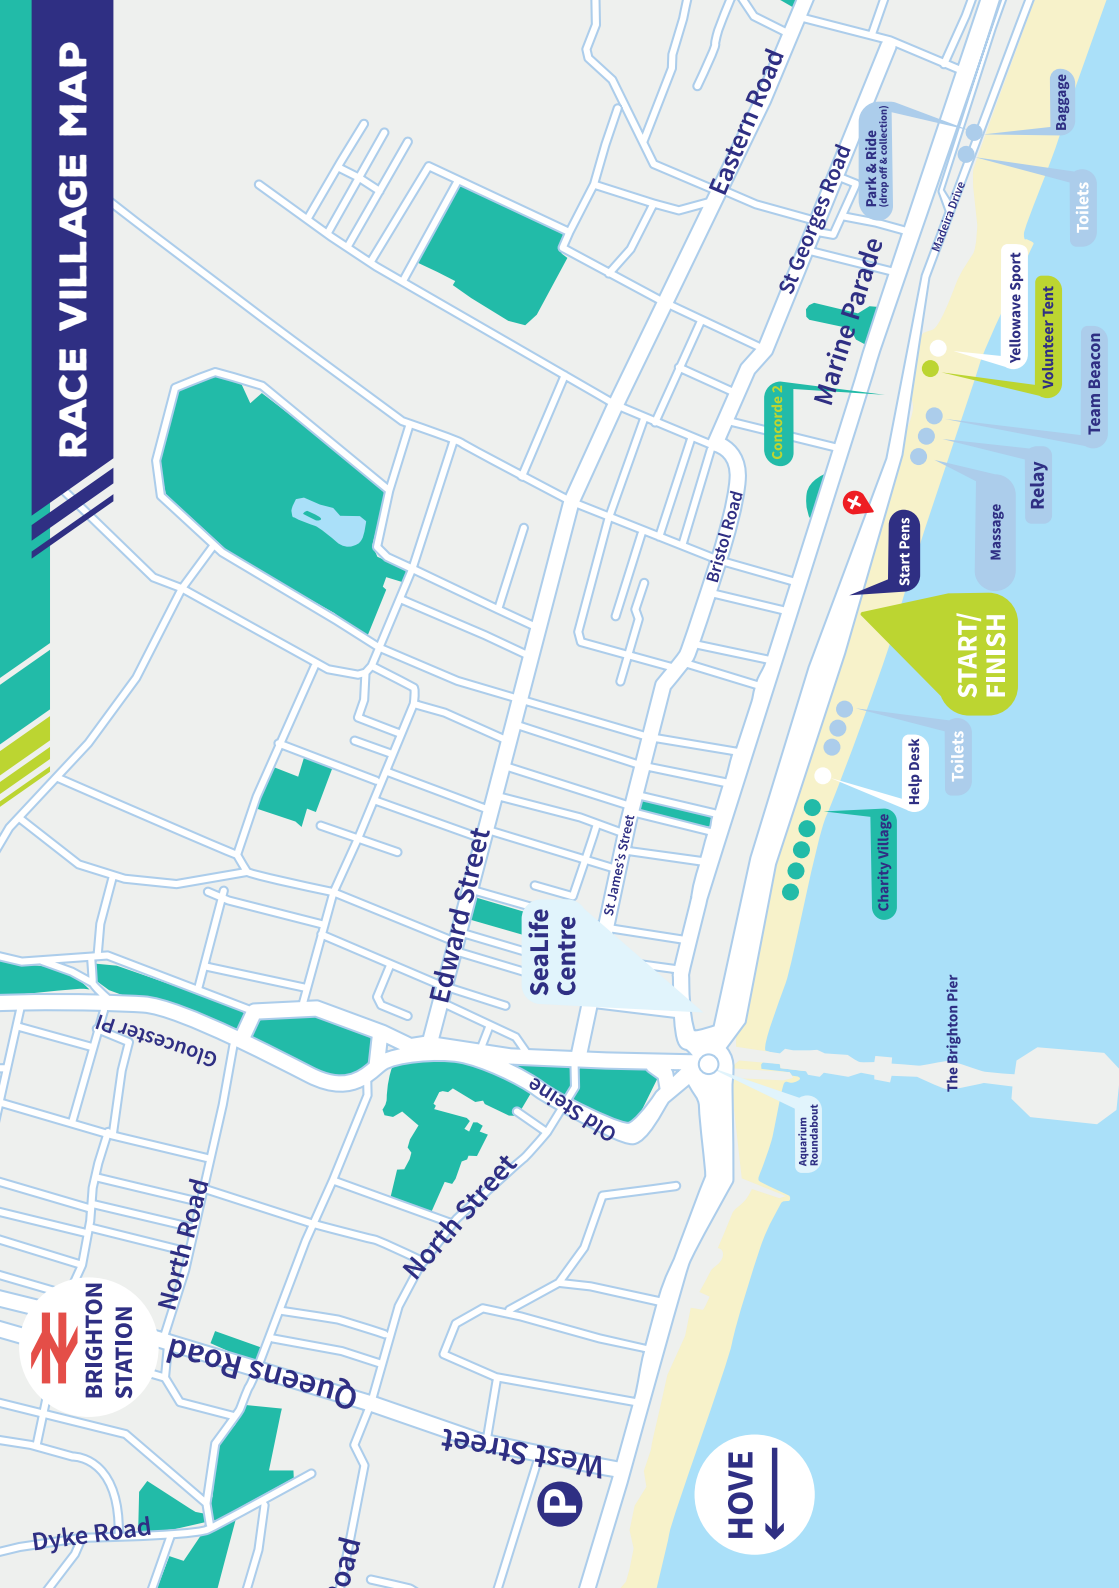 RACE VILLAGE MAP
Eastern Road
St Georges Road
Park & Ride
(drop off & collection)
Baggage
Toilets
Madeira Drive
Marine Parade
Yellowave Sport
Volunteer Tent
Team Beacon
Concorde 2
Relay
Massage
Bristol Road
Start Pens
START/
FINISH
Toilets
Help Desk
Charity Village
St James's Street
Edward Street
SeaLife
Centre
The Brighton Pier
Aquarium
Roundabout
Gloucester Pl
Old Steine
North Street
North Road
BRIGHTON
STATION
Queens Road
West Street
P
HOVE
Dyke Road
oad